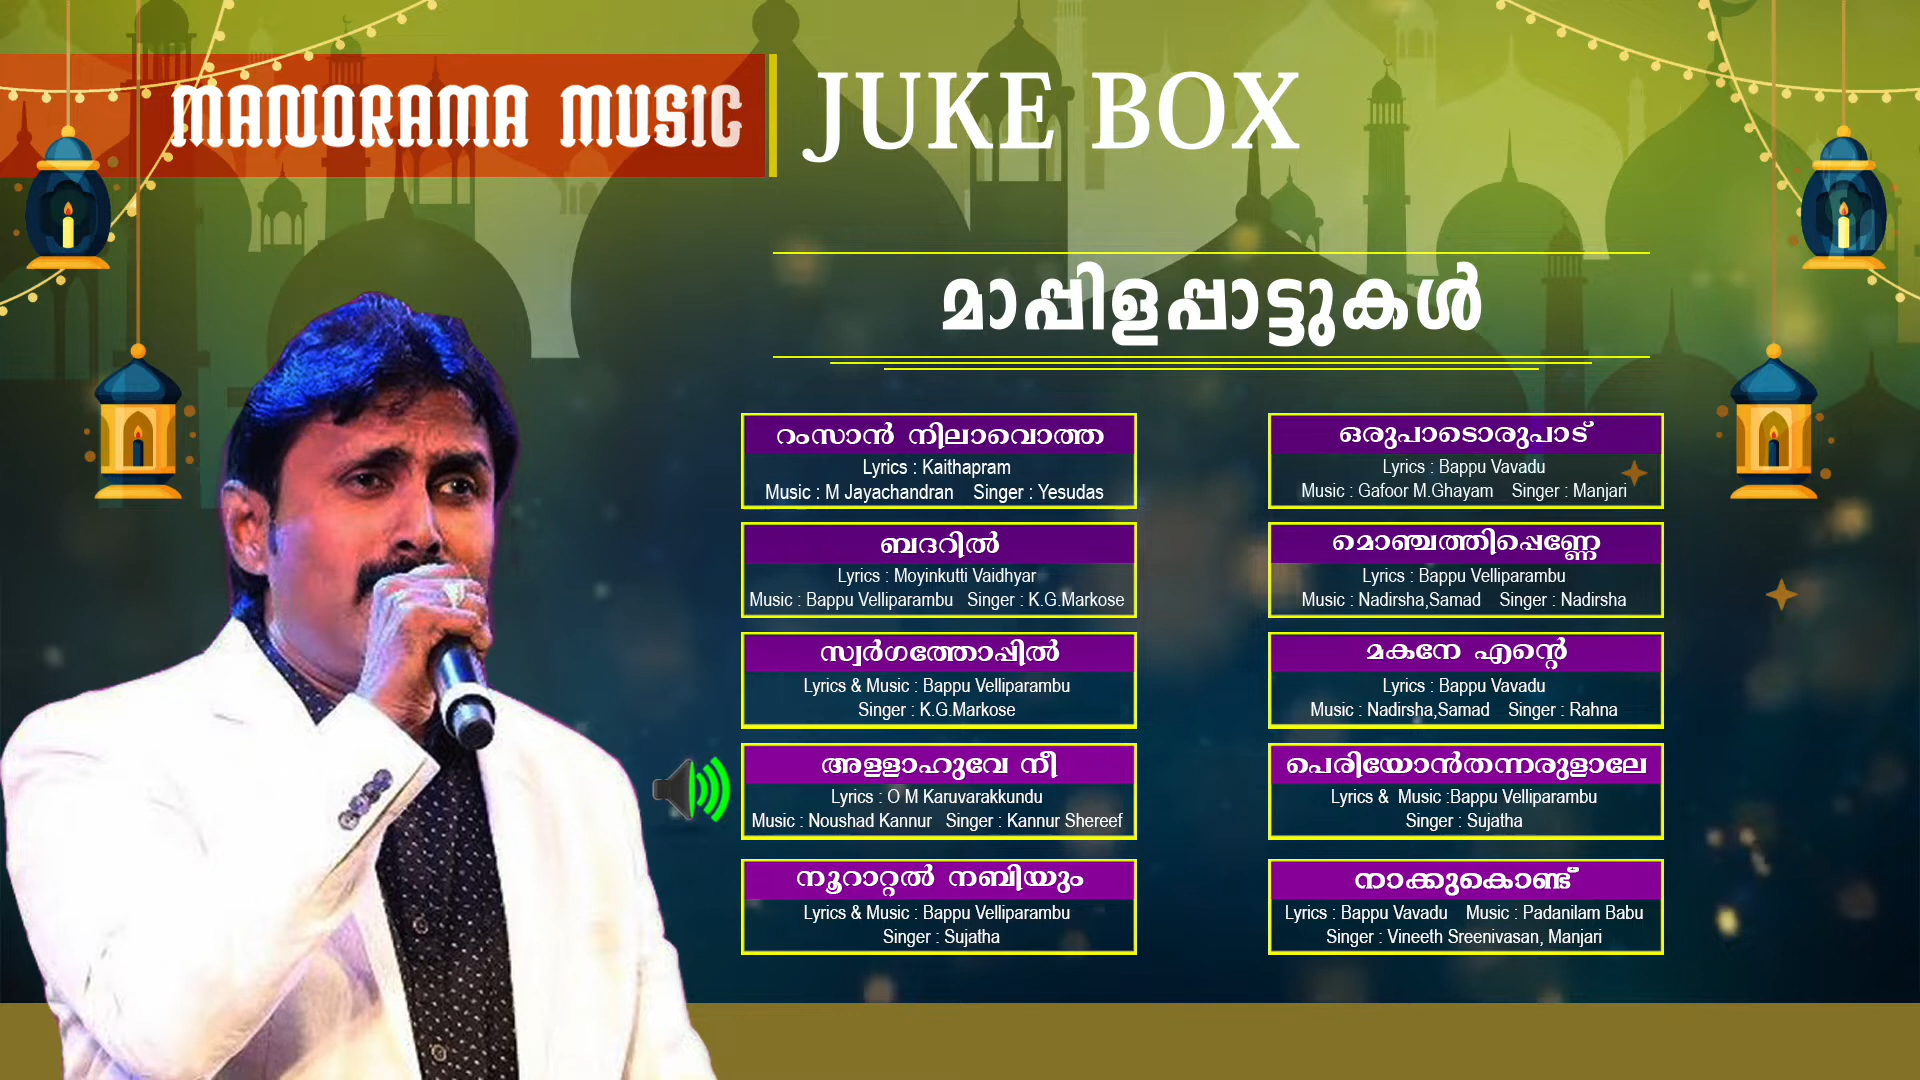 MANORAMA MUSIC
JUKE BOX
മാപ്പിളപ്പാട്ടുകൾ
റംസാൻ നിലാവൊത്ത
Lyrics : Kaithapram
Music : M Jayachandran Singer : Yesudas
ബദറിൽ
Lyrics : Moyinkutti Vaidhyar
Music : Bappu Velliparambu Singer : K.G.Markose
സ്വർഗത്തോപ്പിൽ
Lyrics & Music : Bappu Velliparambu
Singer : K.G.Markose
അളളാഹുവേ നീ
Lyrics : O M Karuvarakkundu
Music : Noushad Kannur Singer : Kannur Shereef
നൂറാറ്റൽ നബിയും
Lyrics & Music : Bappu Velliparambu
Singer : Sujatha
ഒരുപാടൊരുപാട്
Lyrics : Bappu Vavadu
Music : Gafoor M.Ghayam Singer : Manjari
മൊഞ്ചത്തിപ്പെണ്ണേ
Lyrics : Bappu Velliparambu
Music : Nadirsha,Samad Singer : Nadirsha
മകനേ എന്റെ
Lyrics : Bappu Vavadu
Music : Nadirsha,Samad Singer : Rahna
പെരിയോൻതന്നരുളാലേ
Lyrics & Music :Bappu Velliparambu
Singer : Sujatha
നാക്കുകൊണ്ട്
Lyrics : Bappu Vavadu Music : Padanilam Babu
Singer : Vineeth Sreenivasan, Manjari